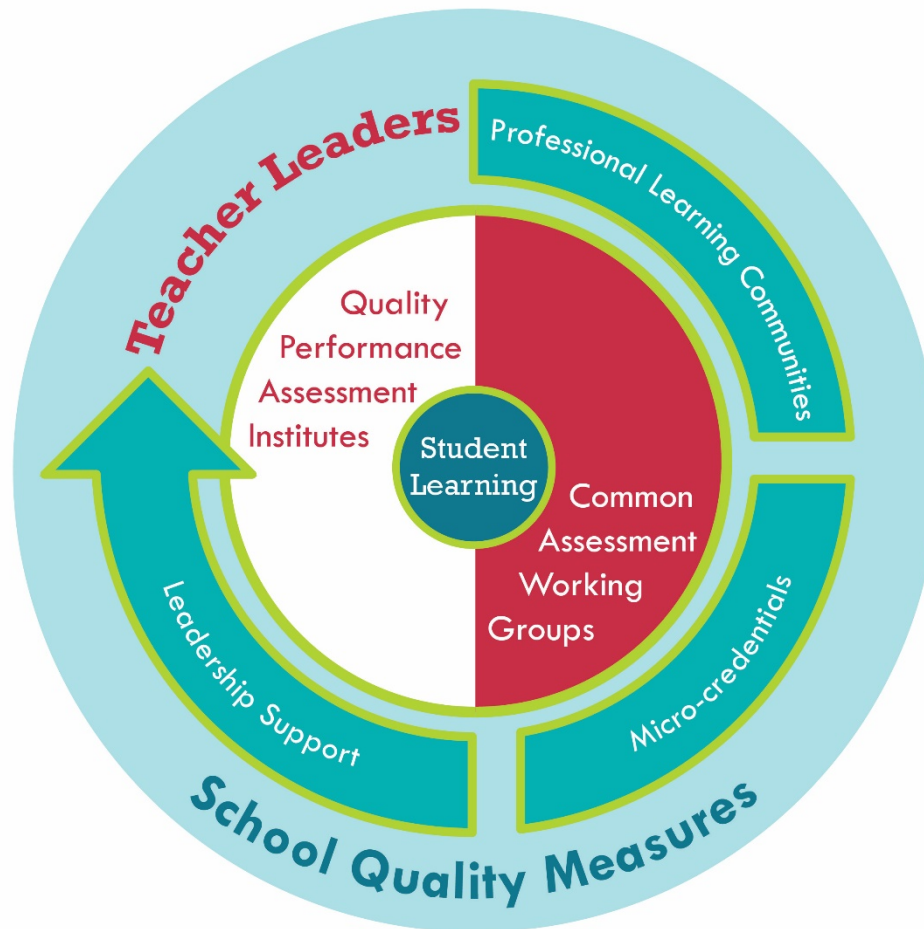 Teacher Leaders
Professional Learning Communities
Quality
Performance
Assessment
Institutes
Student
Learning
Common
Assessment
Working
Groups
Micro-credentials
Leadership Support
School Quality Measures